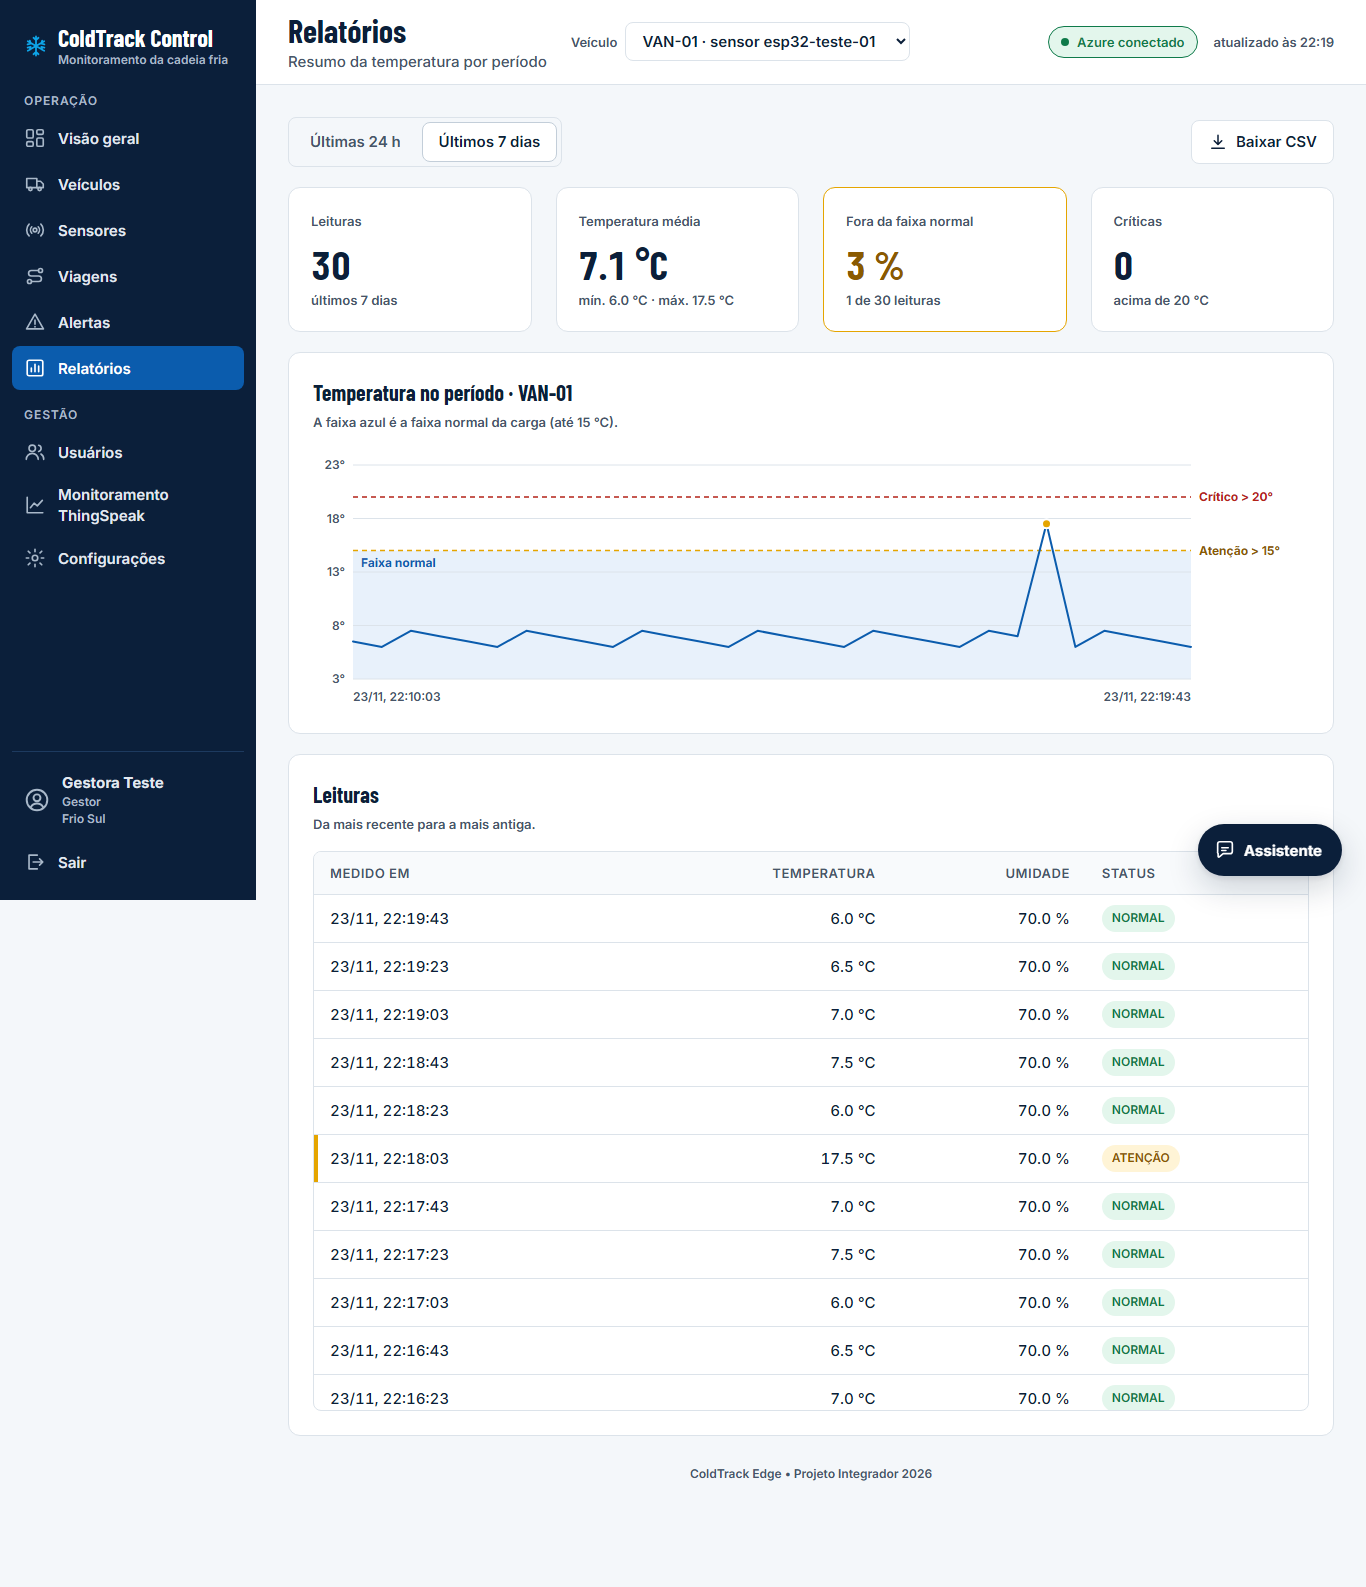 ColdTrack Control
Monitoramento da cadeia fria
OPERAÇÃO
Visão geral
Veículos
Sensores
Viagens
Alertas
Relatórios
GESTÃO
Usuários
Monitoramento
ThingSpeak
Configurações
Gestora Teste
Gestor
Frio Sul
Sair
Relatórios
Resumo da temperatura por período
Veículo
VAN-01 · sensor esp32-teste-01
Azure conectado
atualizado às 22:19
Últimas 24 h
Últimos 7 dias
Baixar CSV
Leituras
30
últimos 7 dias
Temperatura média
7.1 °C
mín. 6.0 °C · máx. 17.5 °C
Fora da faixa normal
3 %
1 de 30 leituras
Críticas
0
acima de 20 °C
Temperatura no período · VAN-01
A faixa azul é a faixa normal da carga (até 15 °C).
23°
Crítico > 20°
18°
Atenção > 15°
Faixa normal
13°
8°
3°
23/11, 22:10:03
23/11, 22:19:43
Leituras
Da mais recente para a mais antiga.
Assistente
MEDIDO EM TEMPERATURA UMIDADE STATUS
23/11, 22:19:43 6.0 °C 70.0 % NORMAL
23/11, 22:19:23 6.5 °C 70.0 % NORMAL
23/11, 22:19:03 7.0 °C 70.0 % NORMAL
23/11, 22:18:43 7.5 °C 70.0 % NORMAL
23/11, 22:18:23 6.0 °C 70.0 % NORMAL
23/11, 22:18:03 17.5 °C 70.0 % ATENÇÃO
23/11, 22:17:43 7.0 °C 70.0 % NORMAL
23/11, 22:17:23 7.5 °C 70.0 % NORMAL
23/11, 22:17:03 6.0 °C 70.0 % NORMAL
23/11, 22:16:43 6.5 °C 70.0 % NORMAL
23/11, 22:16:23 7.0 °C 70.0 % NORMAL
ColdTrack Edge • Projeto Integrador 2026